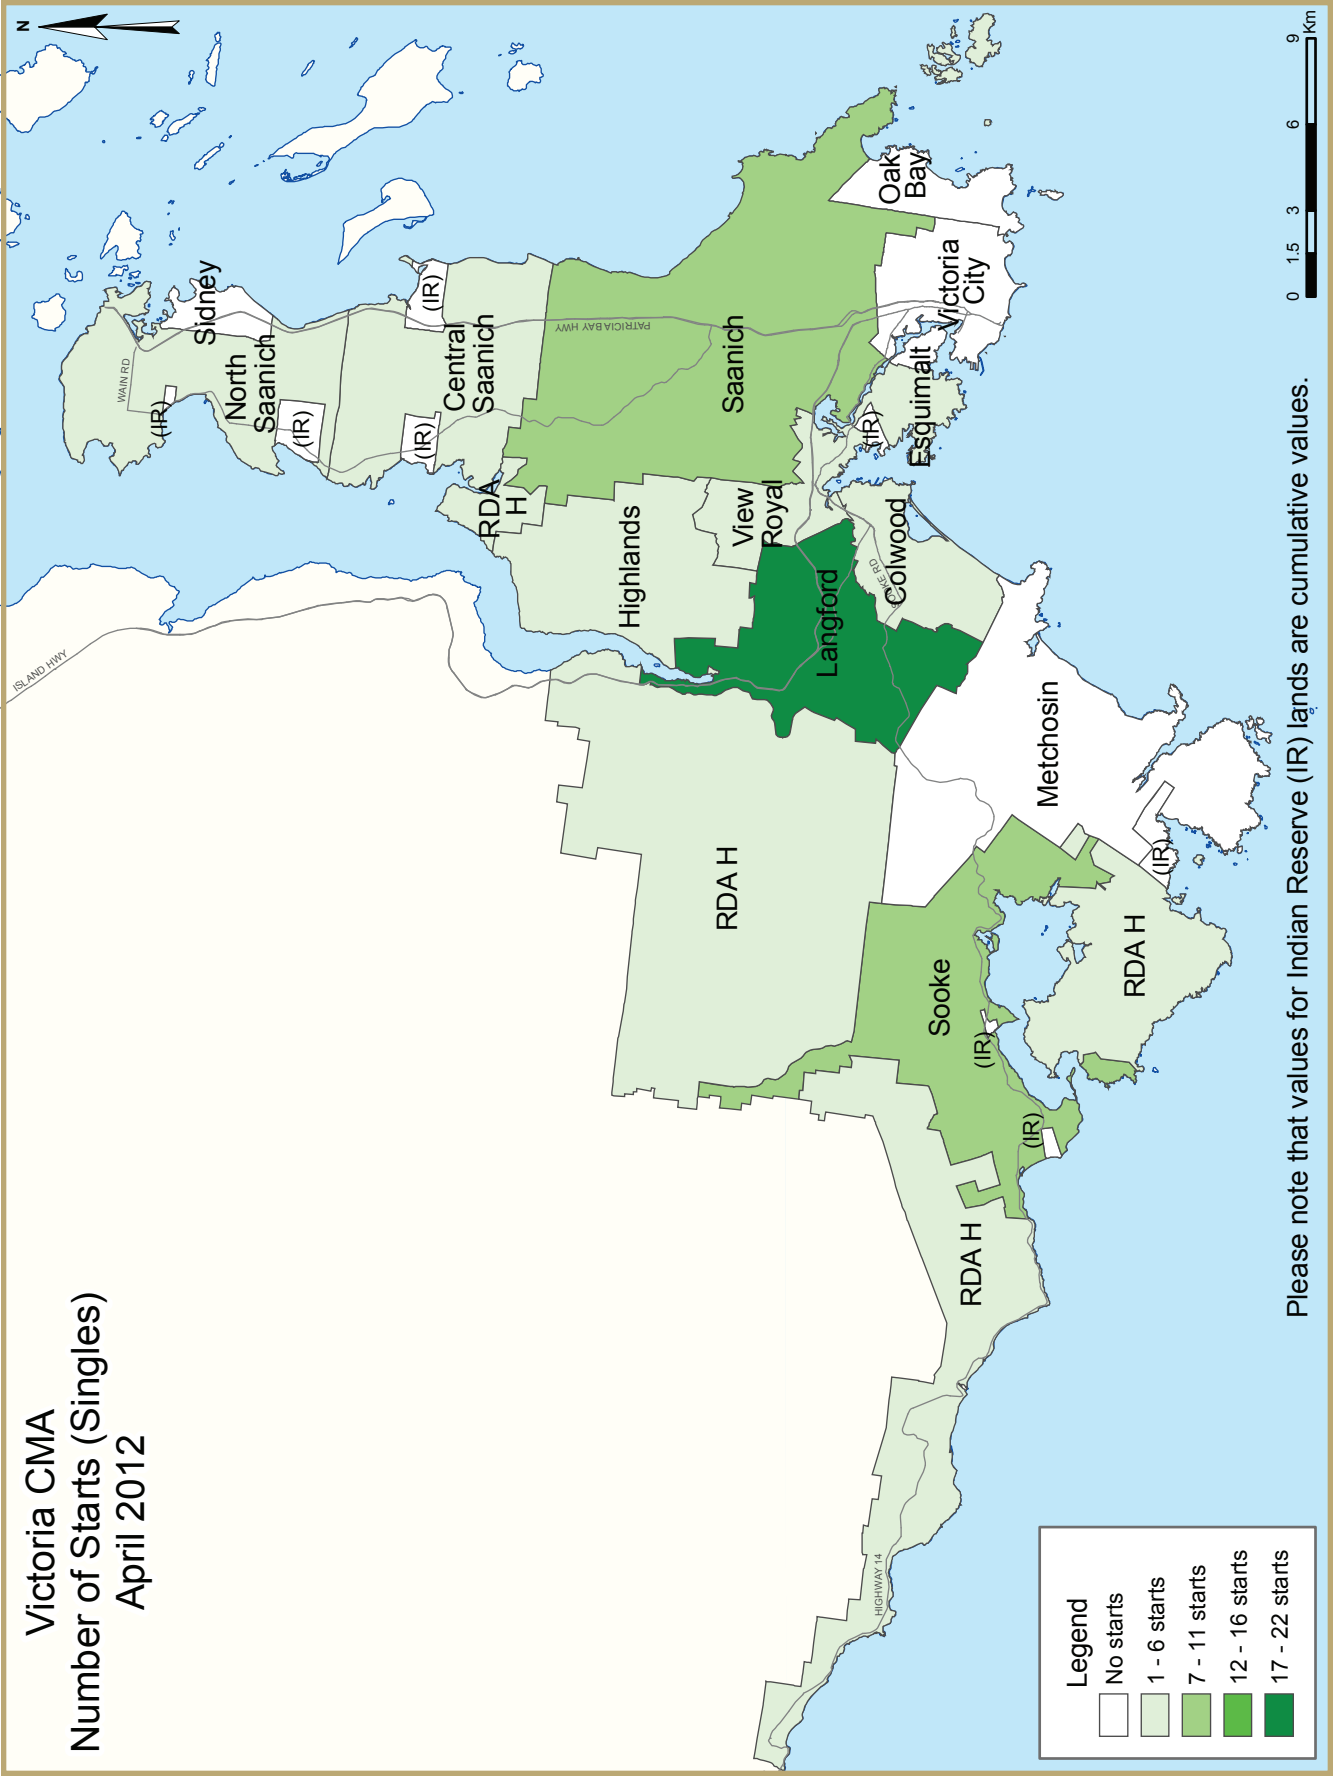 Victoria CMA
Number of Starts (Singles)
April 2012
N
ISLAND HWY
WAIN RD
Sidney
North
Saanich
(IR)
(IR)
(IR)
(IR)
Central
Saanich
PATRICIA BAY HWY
RDA
H
Saanich
Highlands
View
Royal
Langford
Colwood
SOOKE RD
Esquimalt
(IR)
Victoria
City
Oak
Bay
RDA H
Metchosin
(IR)
Sooke
(IR)
(IR)
RDA H
RDA H
HIGHWAY 14
Legend
No starts
1 - 6 starts
7 - 11 starts
12 - 16 starts
17 - 22 starts
0 1.5 3 6 9
Km
Please note that values for Indian Reserve (IR) lands are cumulative values.